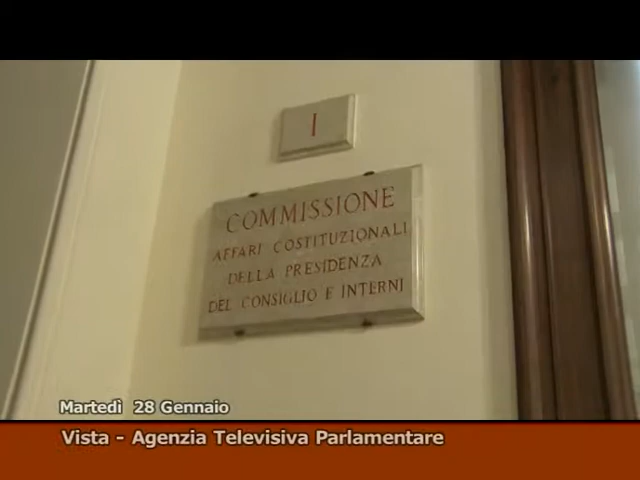 I
COMMISSIONE
AFFARI COSTITUZIONALI
DELLA PRESIDENZA
DEL CONSIGLIO E INTERNI
Martedì 28 Gennaio
Vista - Agenzia Televisiva Parlamentare